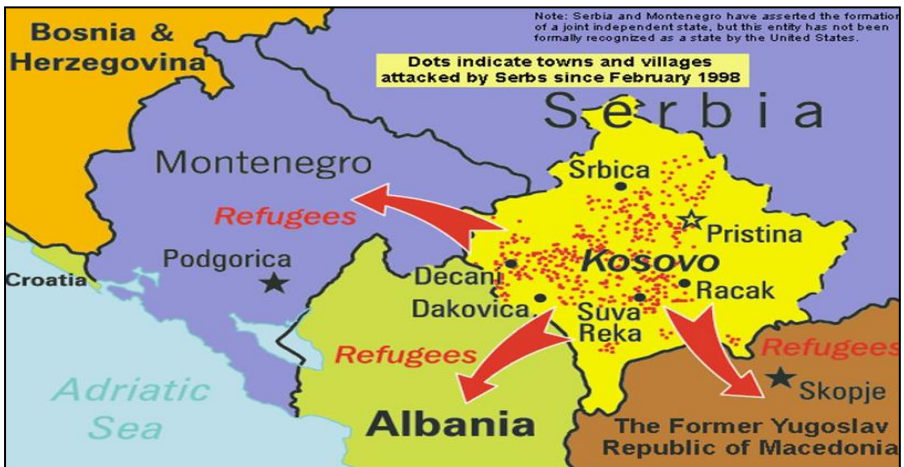 Note: Serbia and Montenegro have asserted the formation
of a joint independent state, but this entity has not been
formally recognized as a state by the United States.
Bosnia &
Herzegovina
Dots indicate towns and villages
attacked by Serbs since February 1998
Serbia
Montenegro
Srbica
Refugees
Pristina
Podgorica
Kosovo
Croatia
Decani
Racak
Dakovica
Suva
Reka
Refugees
Refugees
Adriatic
Sea
Skopje
Albania
The Former Yugoslav
Republic of Macedonia